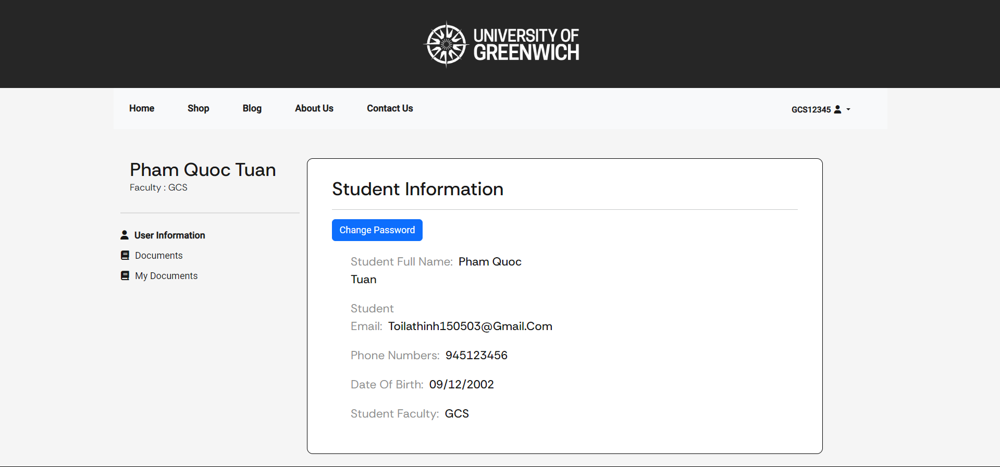 UNIVERSITY OF
GREENWICH
Home Shop Blog About Us Contact Us GCS12345
Pham Quoc Tuan
Faculty : GCS
User Information
Documents
My Documents
Student Information
Change Password
Student Full Name: Pham Quoc
Tuan
Student
Email: Toilathinh150503@Gmail.Com
Phone Numbers: 945123456
Date Of Birth: 09/12/2002
Student Faculty: GCS